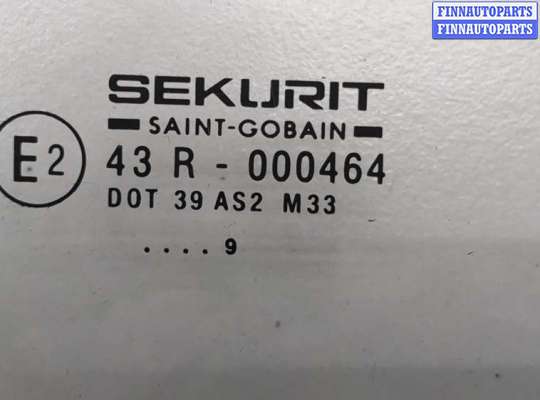 FINNAUTOPARTS
FINNAUTOPARTS
SEKURIT
SAINT-GOBAIN
E2
43 R - 000464
DOT 39 AS2 M33
.... 9